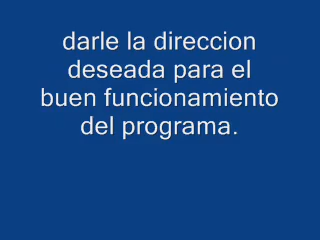 darle la direccion
deseada para el
buen funcionamiento
del programa.